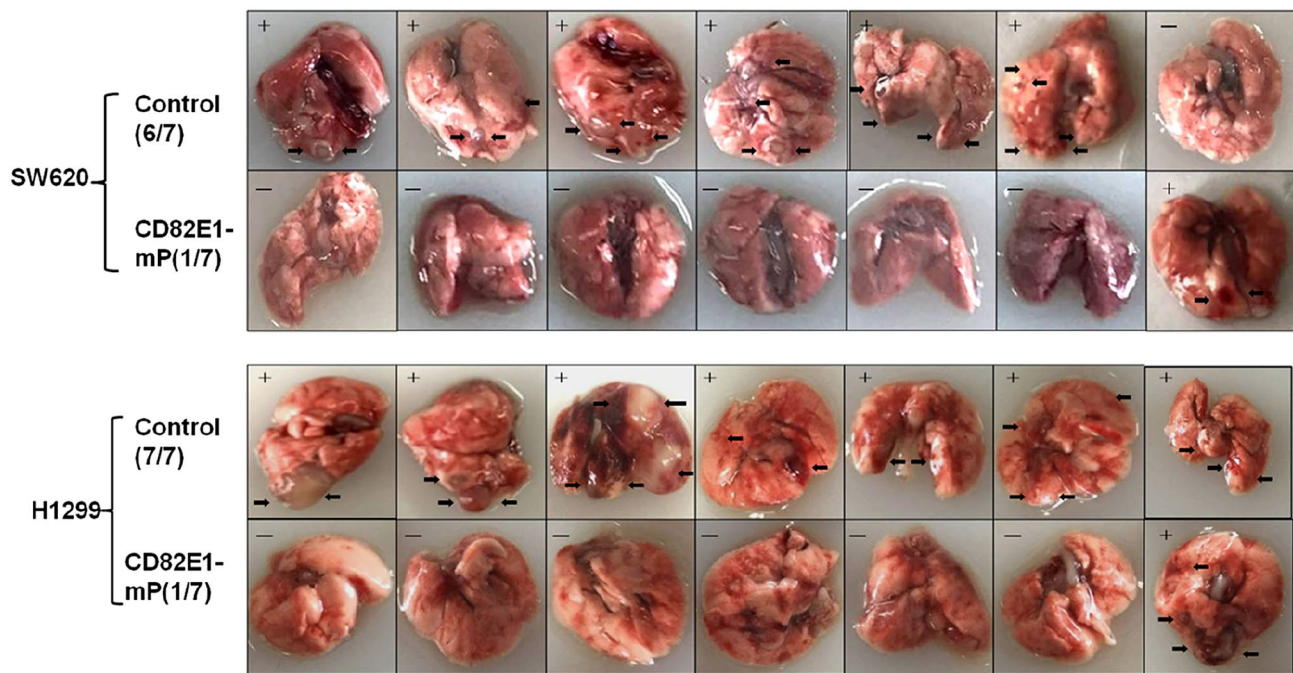 + + + + + + −
Control
(6/7)
SW620
− − − − − − +
CD82E1-
mP(1/7)
+ + + + + + +
Control
(7/7)
H1299
− − − − − − +
CD82E1-
mP(1/7)